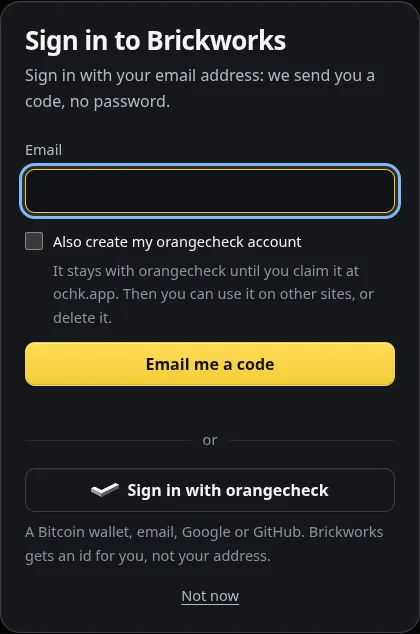 Sign in to Brickworks
Sign in with your email address: we send you a
code, no password.
Email
Also create my orangecheck account
It stays with orangecheck until you claim it at
ochk.app. Then you can use it on other sites, or
delete it.
Email me a code
or
Sign in with orangecheck
A Bitcoin wallet, email, Google or GitHub. Brickworks
gets an id for you, not your address.
Not now